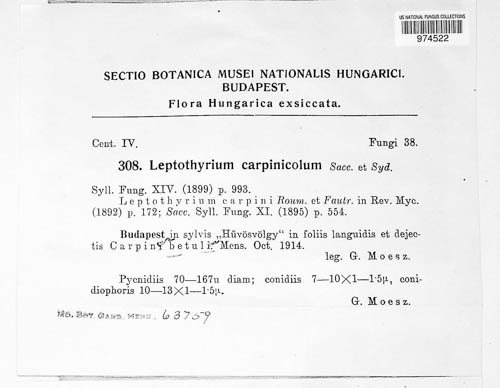 US NATIONAL FUNGUS COLLECTIONS
974522
SECTIO BOTANICA MUSEI NATIONALIS HUNGARICI.
BUDAPEST.
Flora Hungarica exsiccata.
Cent. IV. Fungi 38.
308. Leptothyrium carpinicolum Sacc. et Syd.
Syll. Fung. XIV. (1899) p. 993.
Leptothyrium carpini Roum. et Fautr. in Rev. Myc.
(1892) p. 172; Sacc. Syll. Fung. XI. (1895) p. 554.
Budapest in sylvis „Hüvösvölgy" in foliis languidis et dejec-
tis Carpini betuli. Mens. Oct. 1914.
leg. G. Moesz.
Pycnidiis 70—167u diam; conidiis 7—10×1—1·5µ, coni-
diophoris 10—13×1—1·5µ.
G. Moesz.
MO. BOT. GARD. HERB. 63759